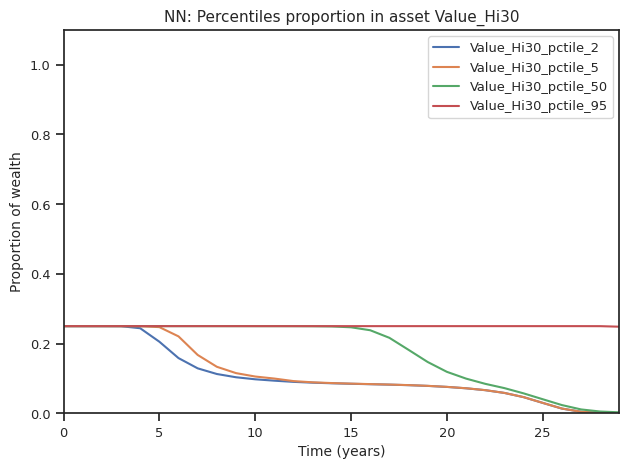 NN: Percentiles proportion in asset Value_Hi30
Value_Hi30_pctile_2
Value_Hi30_pctile_5
Value_Hi30_pctile_50
Value_Hi30_pctile_95
Proportion of wealth
1.0
0.8
0.6
0.4
0.2
0.0
0 5 10 15 20 25
Time (years)